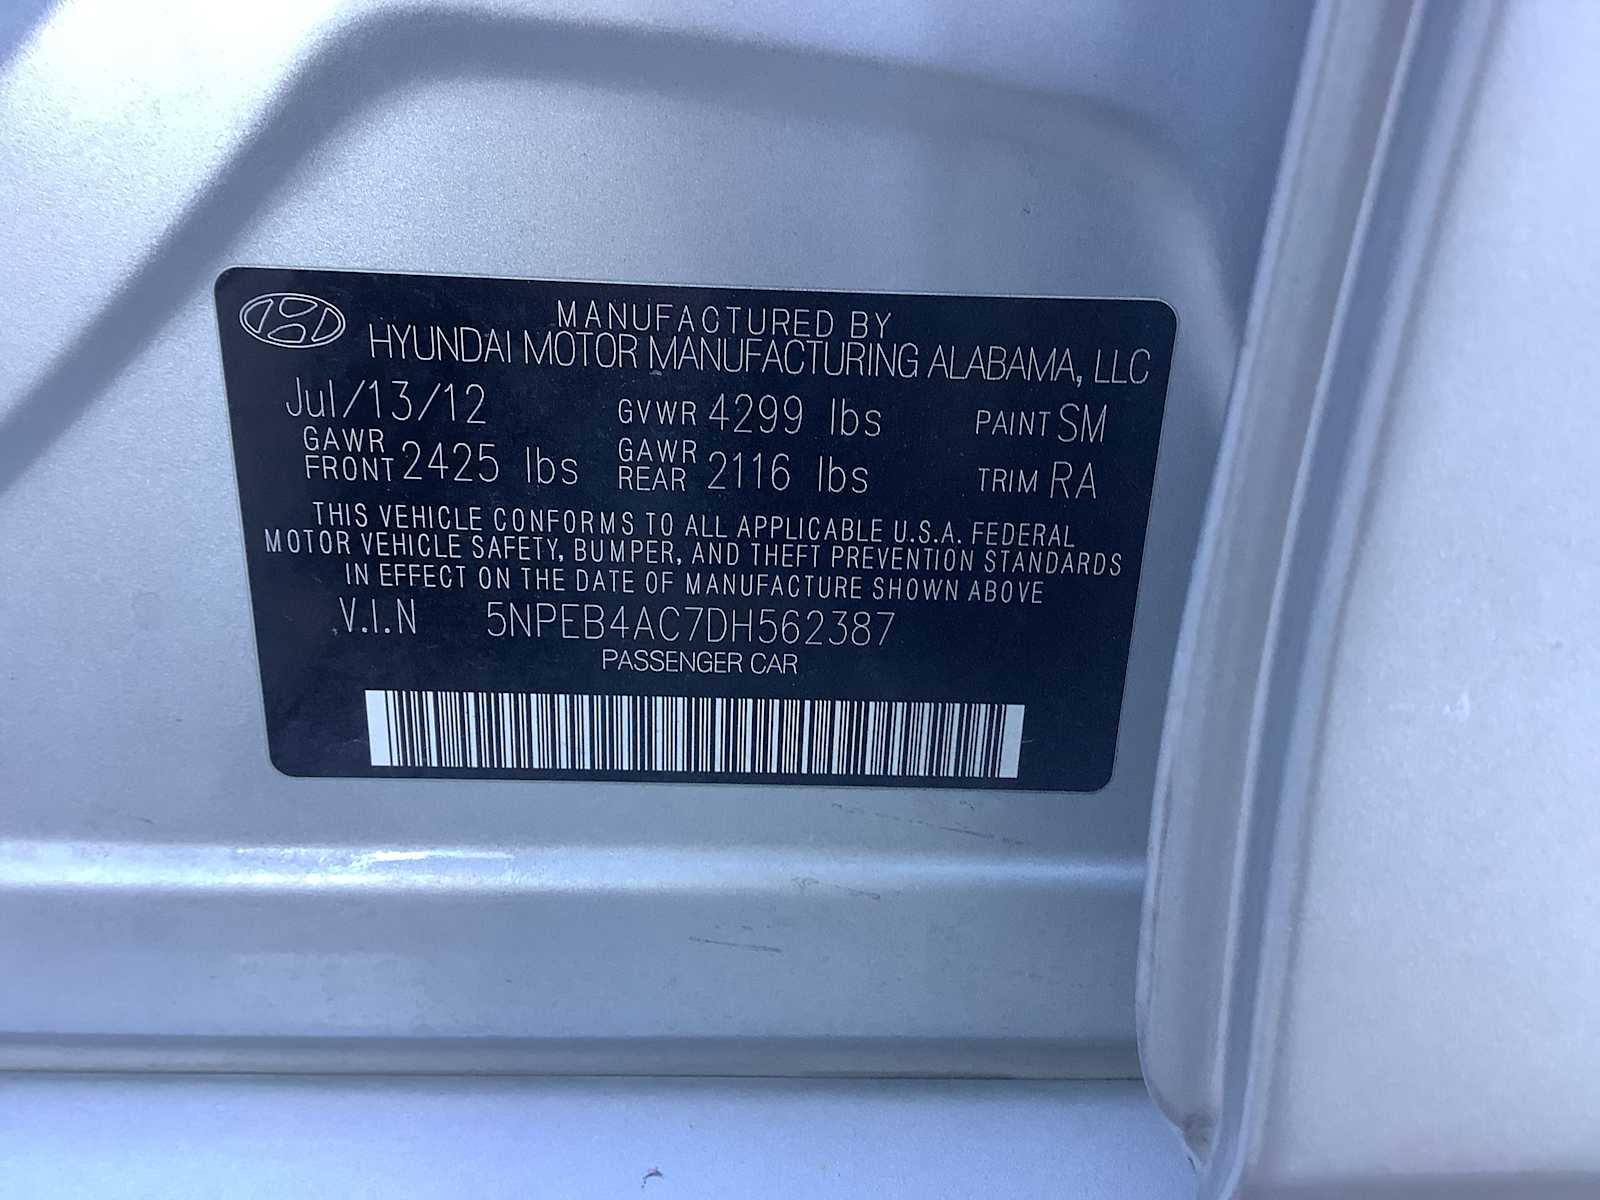 MANUFACTURED BY
HYUNDAI MOTOR MANUFACTURING ALABAMA, LLC
Jul/13/12 GVWR 4299 lbs PAINT SM
GAWR FRONT 2425 lbs GAWR REAR 2116 lbs TRIM RA
THIS VEHICLE CONFORMS TO ALL APPLICABLE U.S.A. FEDERAL
MOTOR VEHICLE SAFETY, BUMPER, AND THEFT PREVENTION STANDARDS
IN EFFECT ON THE DATE OF MANUFACTURE SHOWN ABOVE
V.I.N 5NPEB4AC7DH562387
PASSENGER CAR